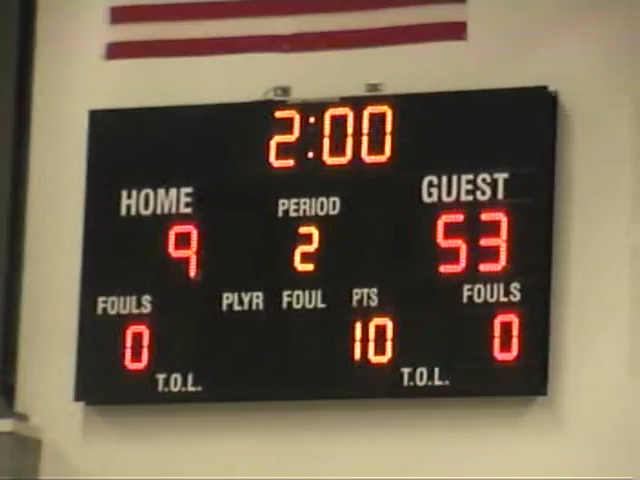 2:00
HOME PERIOD GUEST
9 2 53
FOULS PLYR FOUL PTS FOULS
0 10 0
T.O.L. T.O.L.